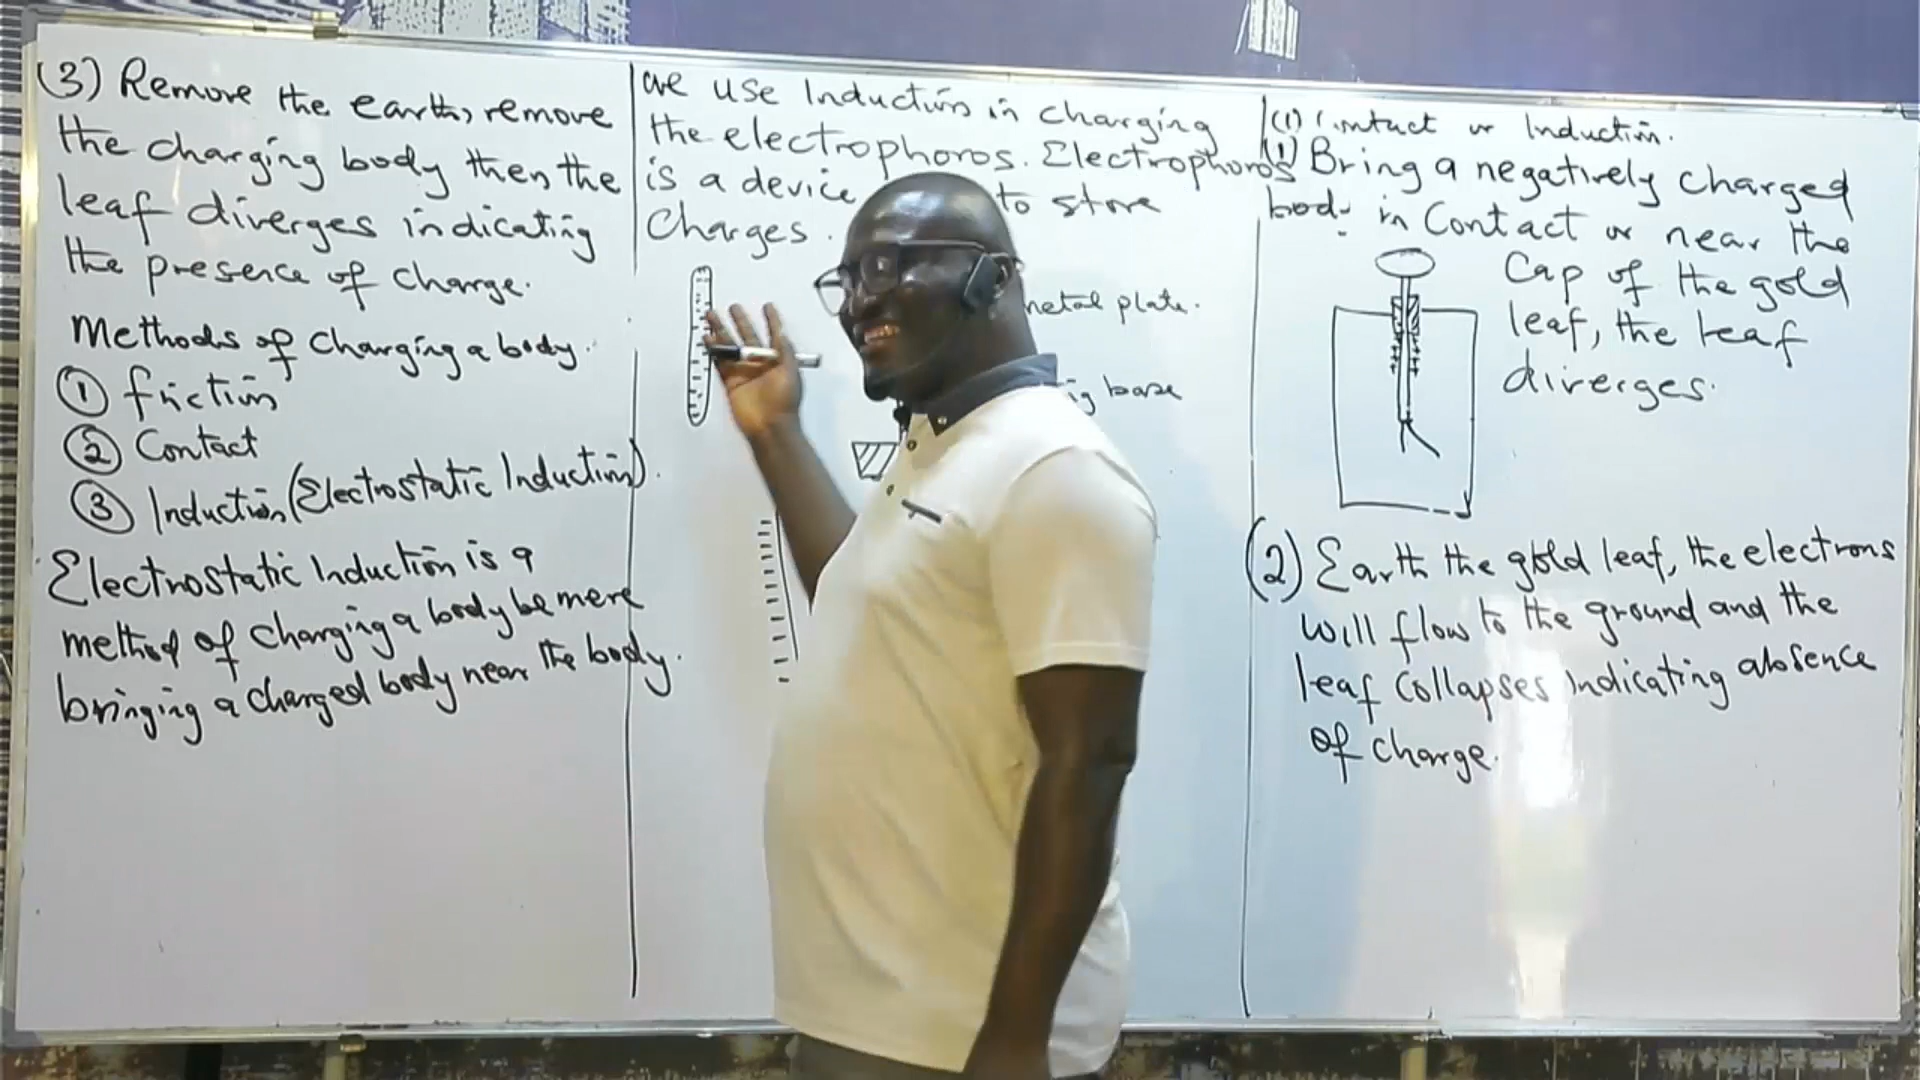 (3) Remove the earth, remove
the charging body then the
leaf diverges indicating
the presence of charge.
Methods of charging a body.
① friction
② Contact
③ Induction (Electrostatic Induction).
Electrostatic Induction is a
method of charging a body be mere
bringing a charged body near the body.
we use Induction in charging
the electrophoros. Electrophoros
is a device to store
Charges.
metal plate.
base
(1) Contact or Induction.
(1) Bring a negatively charged
body in Contact or near the
Cap of the gold
leaf, the leaf
diverges.
(2) Earth the gold leaf, the electrons
will flow to the ground and the
leaf collapses indicating absence
of charge.